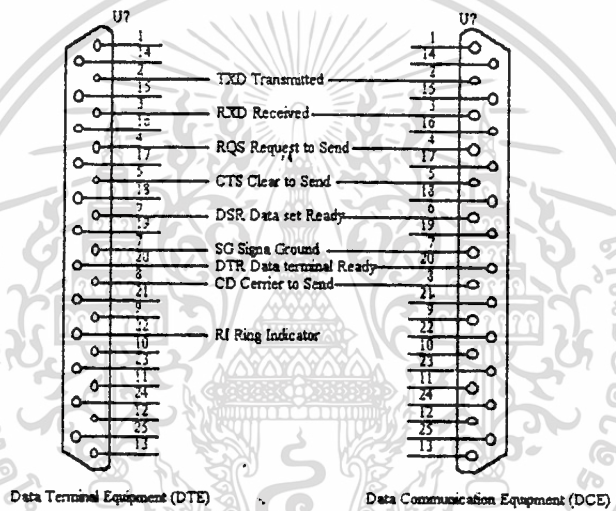 U? U?
1 1
14 14
2 TXD Transmitted 2
15 15
3 RXD Received 3
16 16
4 RQS Request to Send 4
17 17
5 CTS Clear to Send 5
18 18
7 DSR Data set Ready 6
19 19
7 SG Signa Ground 7
20 DTR Data terminal Ready 20
8 CD Cerrier to Send 8
21 21
9 9
22 RI Ring Indicator 22
10 10
23 23
11 11
24 24
12 12
25 25
13 13
Data Terminal Equipment (DTE) Data Communication Equpment (DCE)